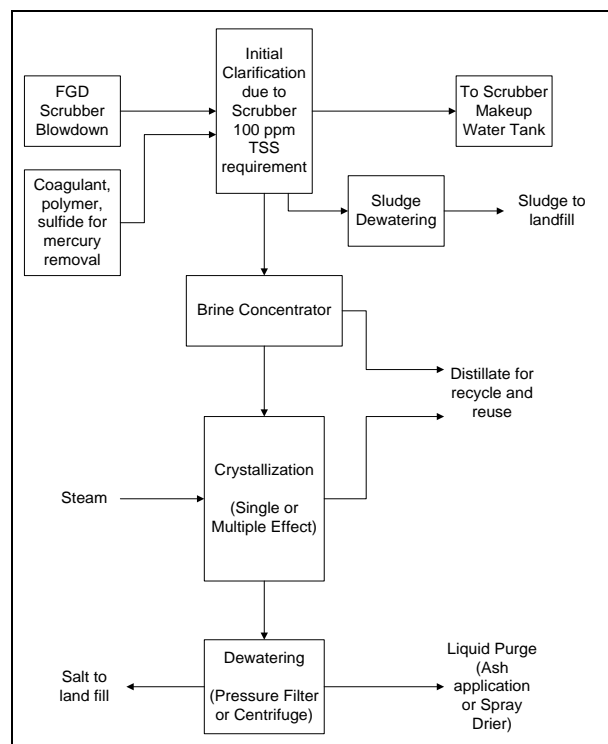 FGD
Scrubber
Blowdown
Initial
Clarification
due to
Scrubber
100 ppm
TSS
requirement
To Scrubber
Makeup
Water Tank
Coagulant,
polymer,
sulfide for
mercury
removal
Sludge
Dewatering
Sludge to
landfill
Brine Concentrator
Distillate for
recycle and
reuse
Steam
Crystallization
(Single or
Multiple Effect)
Salt to
land fill
Dewatering
(Pressure Filter
or Centrifuge)
Liquid Purge
(Ash
application
or Spray
Drier)